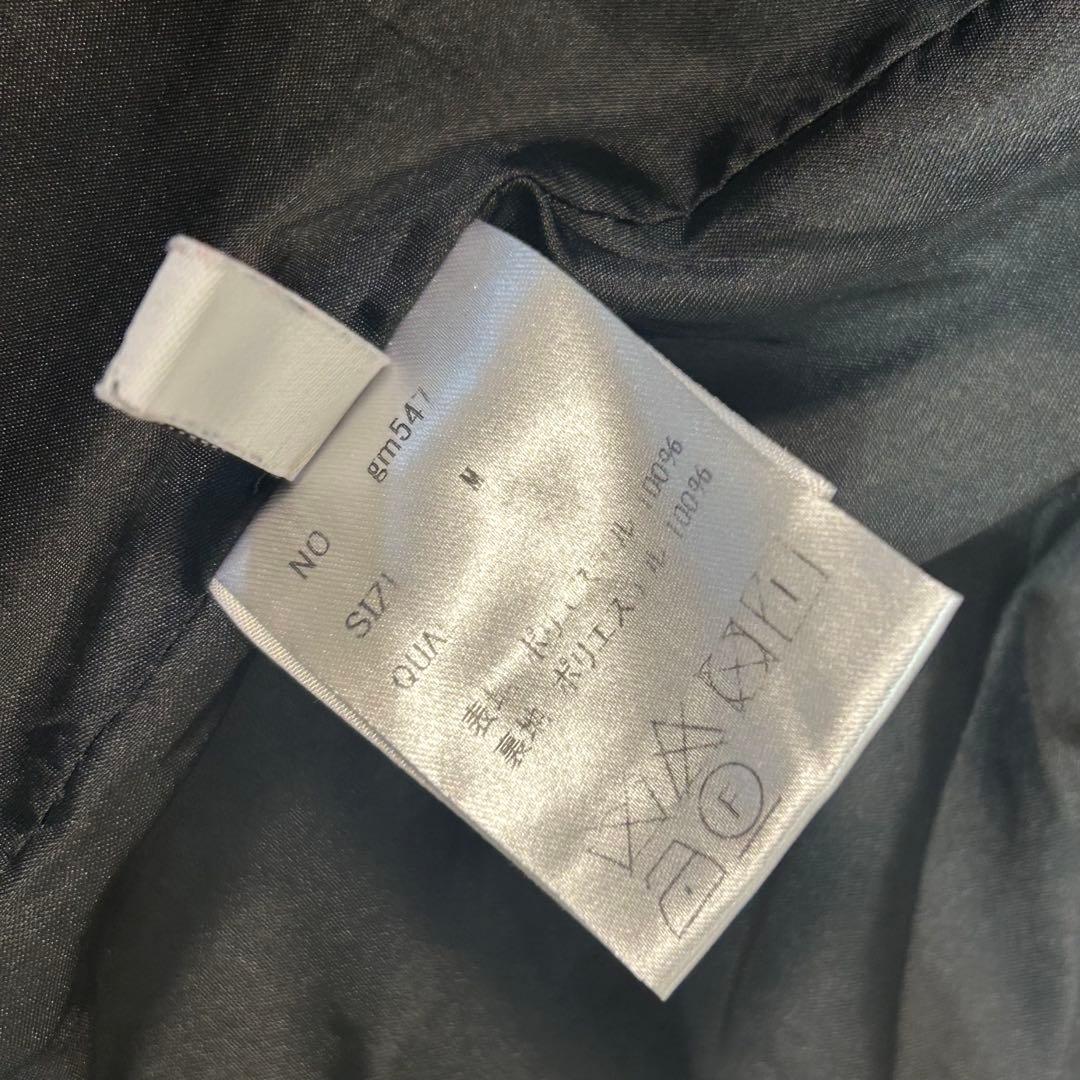 NO gm547
SIZE M
QUA
表地 ポリエステル 100%
裏地 ポリエステル 100%